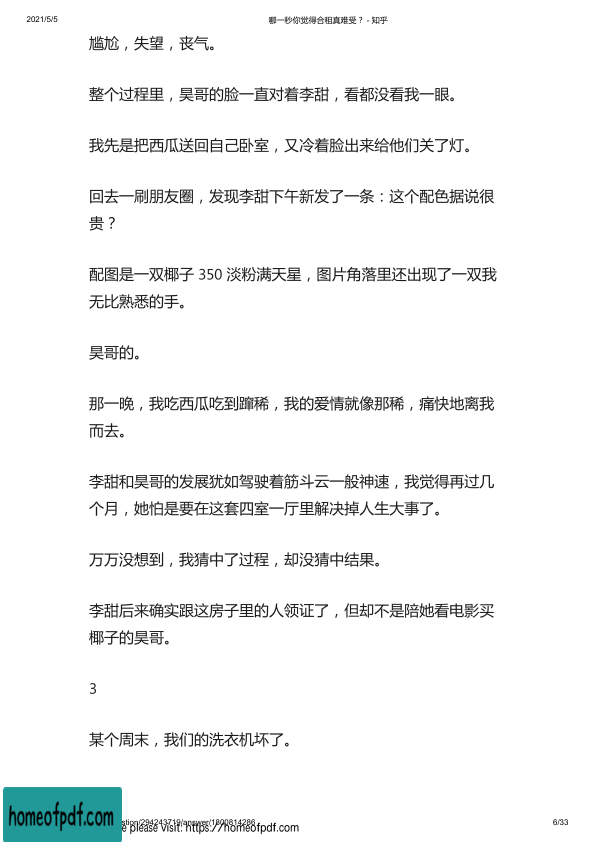 2021/5/5
哪一秒你觉得合租真难受？ - 知乎
尴尬，失望，丧气。
整个过程里，昊哥的脸一直对着李甜，看都没看我一眼。
我先是把西瓜送回自己卧室，又冷着脸出来给他们关了灯。
回去一刷朋友圈，发现李甜下午新发了一条：这个配色据说很
贵？
配图是一双椰子 350 淡粉满天星，图片角落里还出现了一双我
无比熟悉的手。
昊哥的。
那一晚，我吃西瓜吃到蹿稀，我的爱情就像那稀，痛快地离我
而去。
李甜和昊哥的发展犹如驾驶着筋斗云一般神速，我觉得再过几
个月，她怕是要在这套四室一厅里解决掉人生大事了。
万万没想到，我猜中了过程，却没猜中结果。
李甜后来确实跟这房子里的人领证了，但却不是陪她看电影买
椰子的昊哥。
3
某个周末，我们的洗衣机坏了。
stion/294243719/answer/1800814286
6/33
homeofpdf.com
e please visit: https://homeofpdf.com